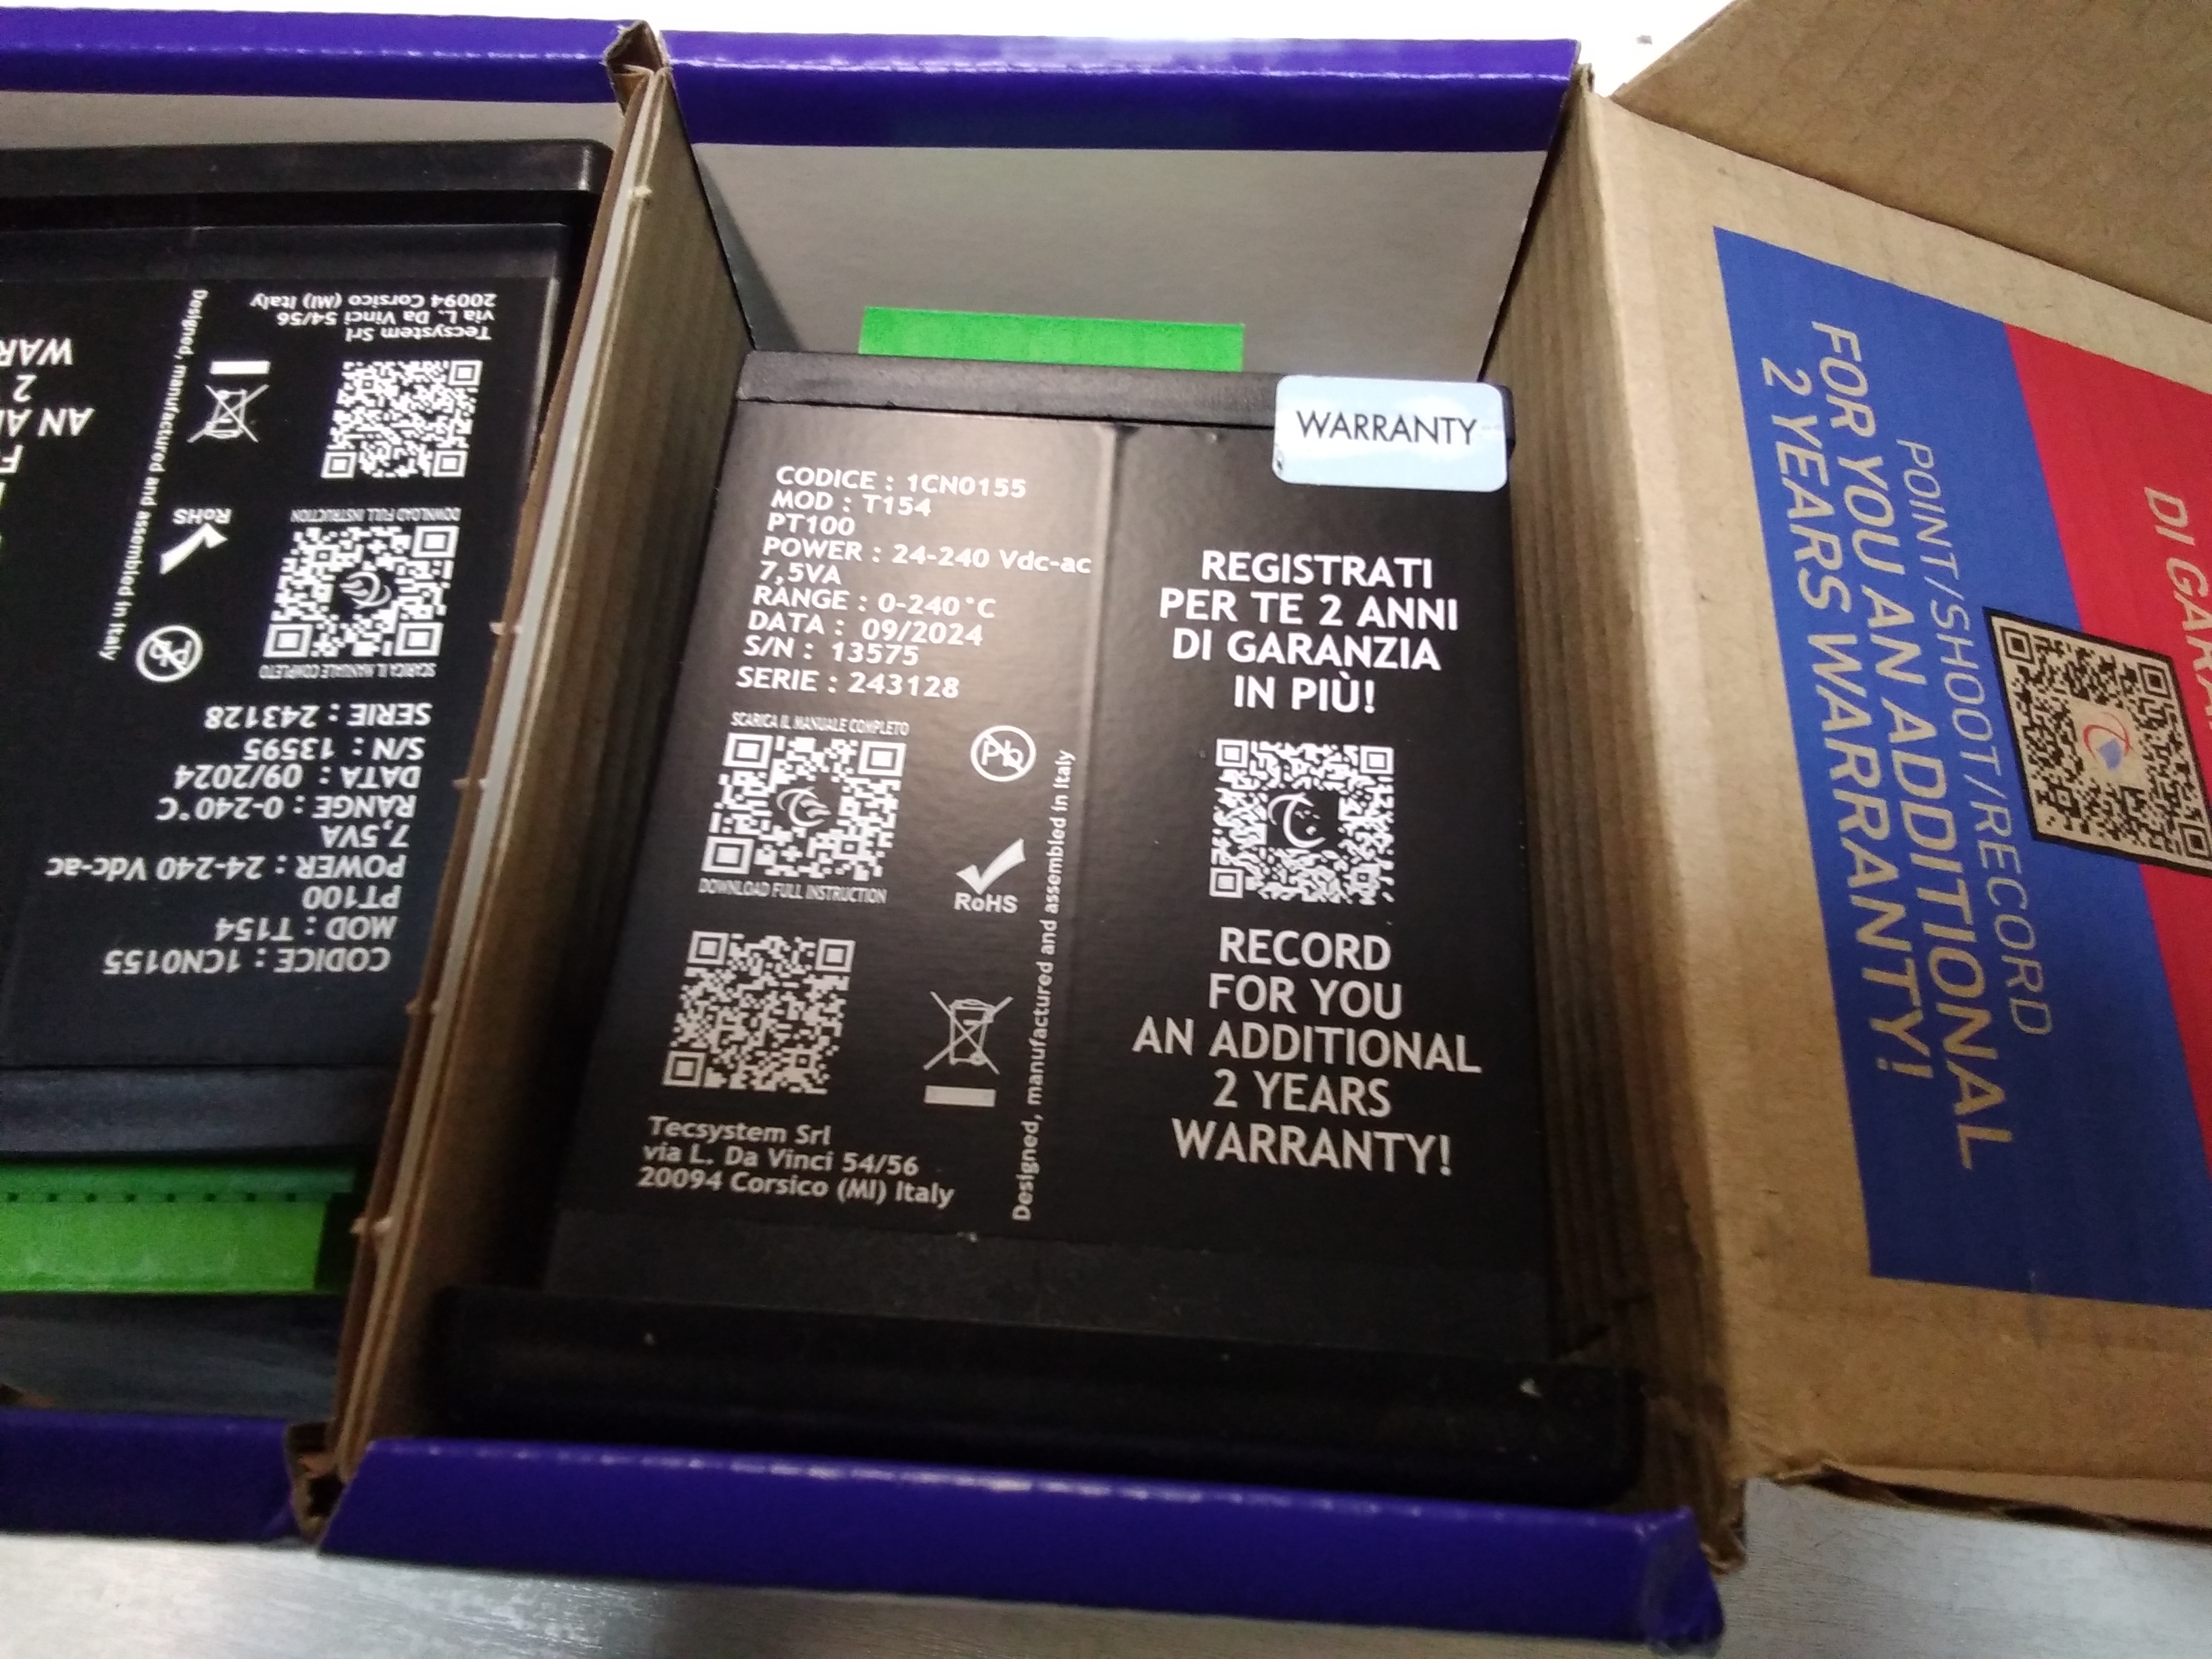 WARRANTY
CODICE : 1CN0155
MOD : T154
PT100
POWER : 24-240 Vdc-ac
7,5VA
RANGE : 0-240°C
DATA : 09/2024
S/N : 13575
SERIE : 243128
SCARICA IL MANUALE COMPLETO
DOWNLOAD FULL INSTRUCTION
Pb
RoHS
Designed, manufactured and assembled in Italy
Tecsystem Srl
via L. Da Vinci 54/56
20094 Corsico (MI) Italy
REGISTRATI
PER TE 2 ANNI
DI GARANZIA
IN PIÙ!
RECORD
FOR YOU
AN ADDITIONAL
2 YEARS
WARRANTY!
CODICE : 1CN0155
MOD : T154
PT100
POWER : 24-240 Vdc-ac
7,5VA
RANGE : 0-240°C
DATA : 09/2024
S/N : 13595
SERIE : 243128
SCARICA IL MANUALE COMPLETO
DOWNLOAD FULL INSTRUCTION
Pb
RoHS
Designed, manufactured and assembled in Italy
Tecsystem Srl
via L. Da Vinci 54/56
20094 Corsico (MI) Italy
AN
2
DI
POINT/SHOOT/RECORD
FOR YOU AN ADDITIONAL
2 YEARS WARRANTY!